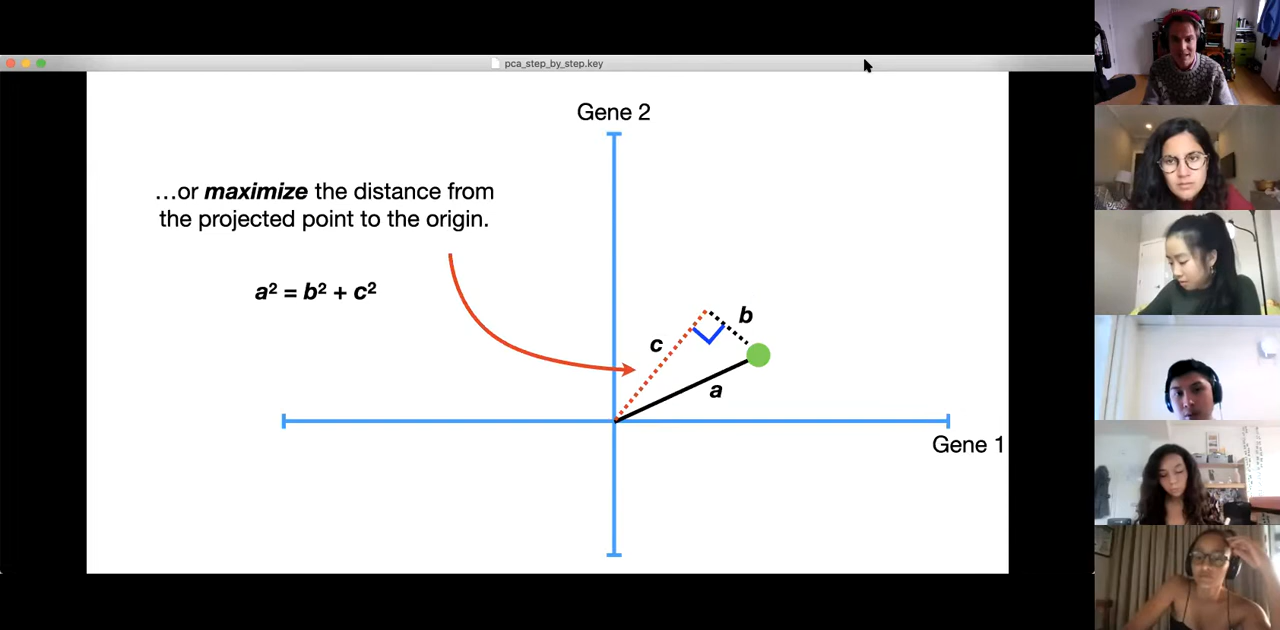 pca_step_by_step.key
Gene 2
…or maximize the distance from
the projected point to the origin.
a² = b² + c²
b
c
a
Gene 1